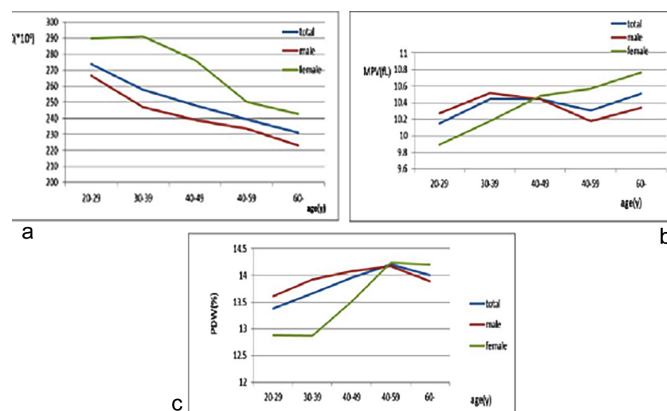 300
290
280
270
260
250
240
230
220
210
200
20-29 30-39 40-49 40-59 60-
age(y)
total
male
female
a
MPV(fL)
11
10.8
10.6
10.4
10.2
10
9.8
9.6
20-29 30-39 40-49 40-59 60-
age(y)
total
male
female
b
PDW(%)
14.5
14
13.5
13
12.5
12
20-29 30-39 40-49 40-59 60-
age(y)
total
male
female
c